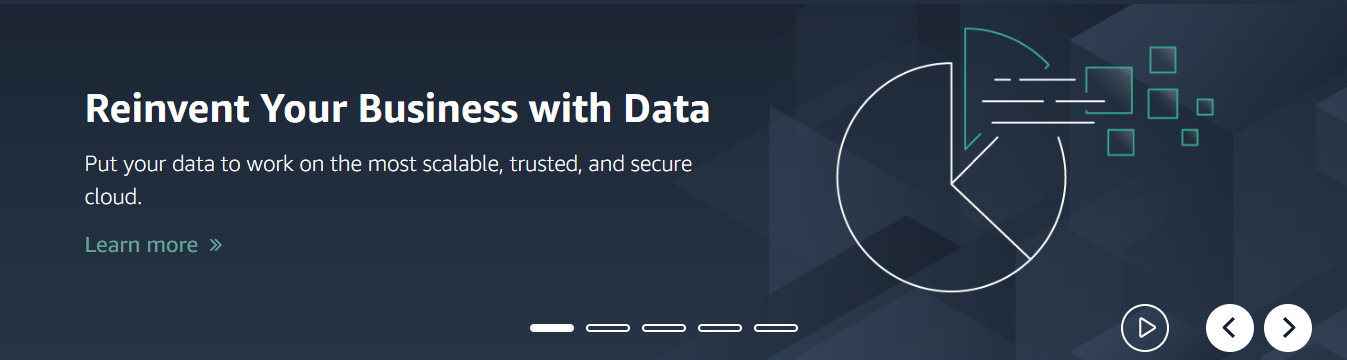 Reinvent Your Business with Data
Put your data to work on the most scalable, trusted, and secure
cloud.
Learn more »